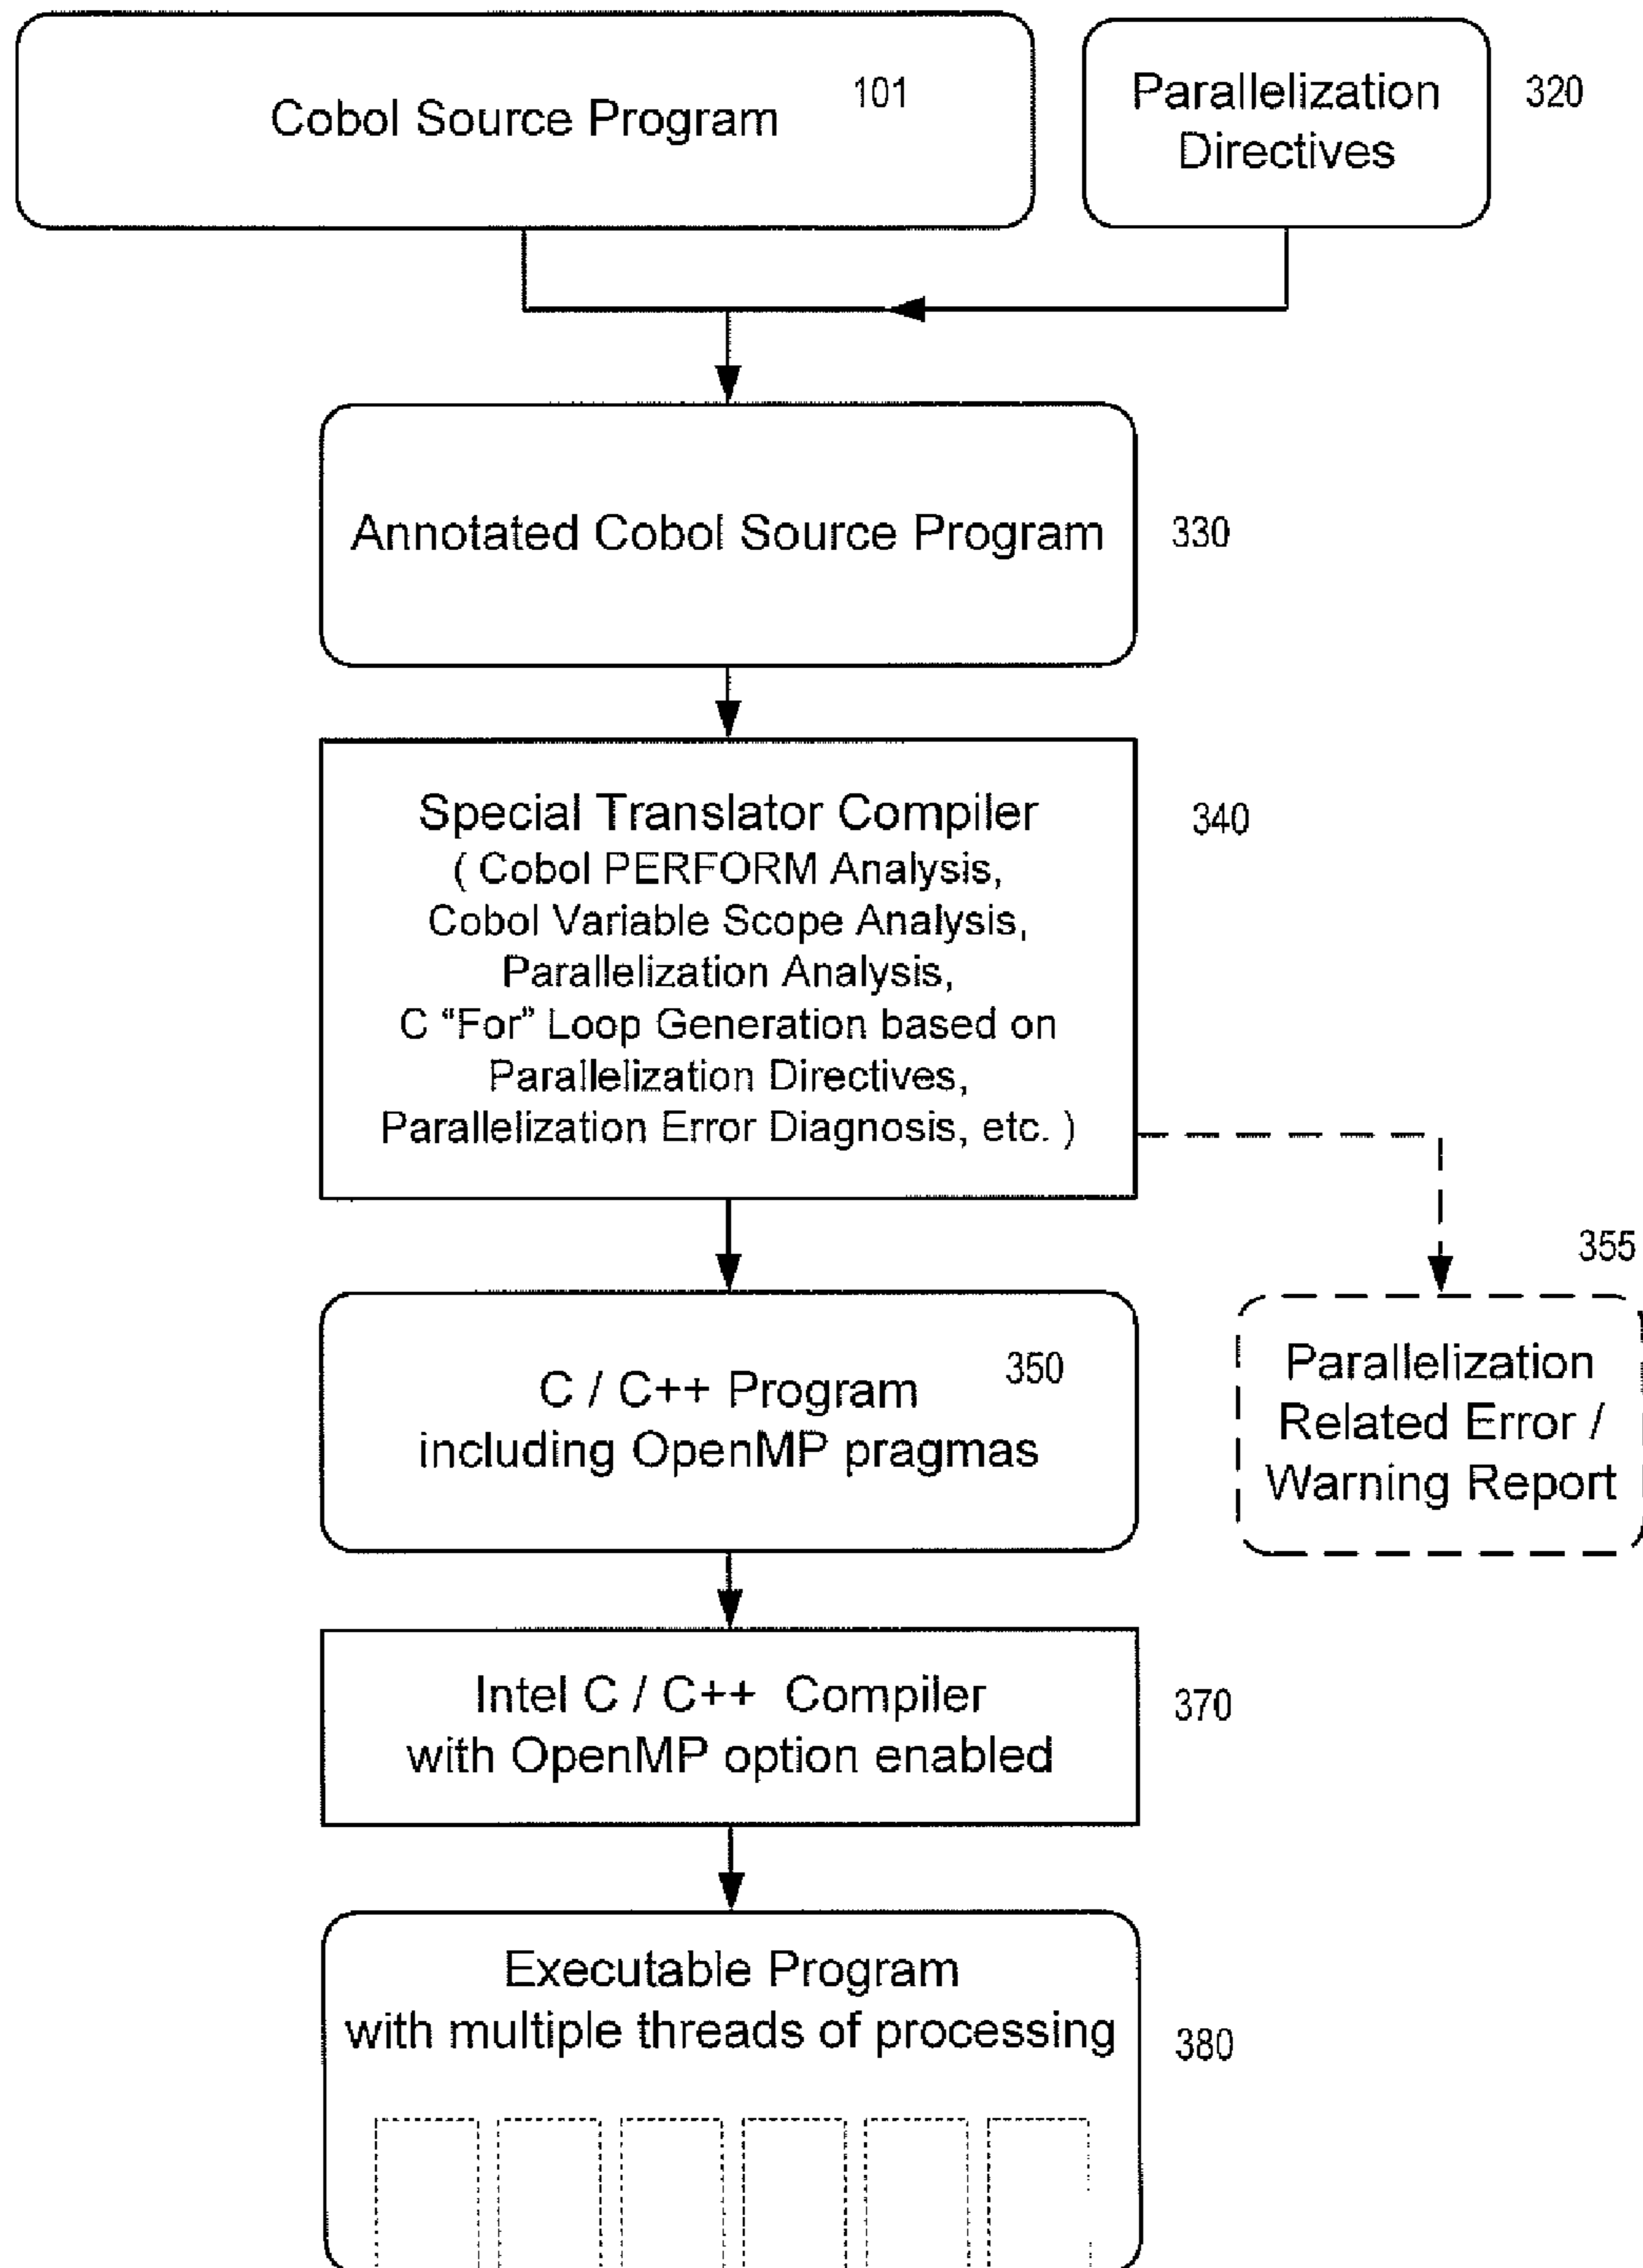 Cobol Source Program
101
Parallelization
Directives
320
Annotated Cobol Source Program
330
Special Translator Compiler
( Cobol PERFORM Analysis,
Cobol Variable Scope Analysis,
Parallelization Analysis,
C “For” Loop Generation based on
Parallelization Directives,
Parallelization Error Diagnosis, etc. )
340
355
Parallelization
Related Error /
Warning Report
C / C++ Program
including OpenMP pragmas
350
Intel C / C++ Compiler
with OpenMP option enabled
370
Executable Program
with multiple threads of processing
380